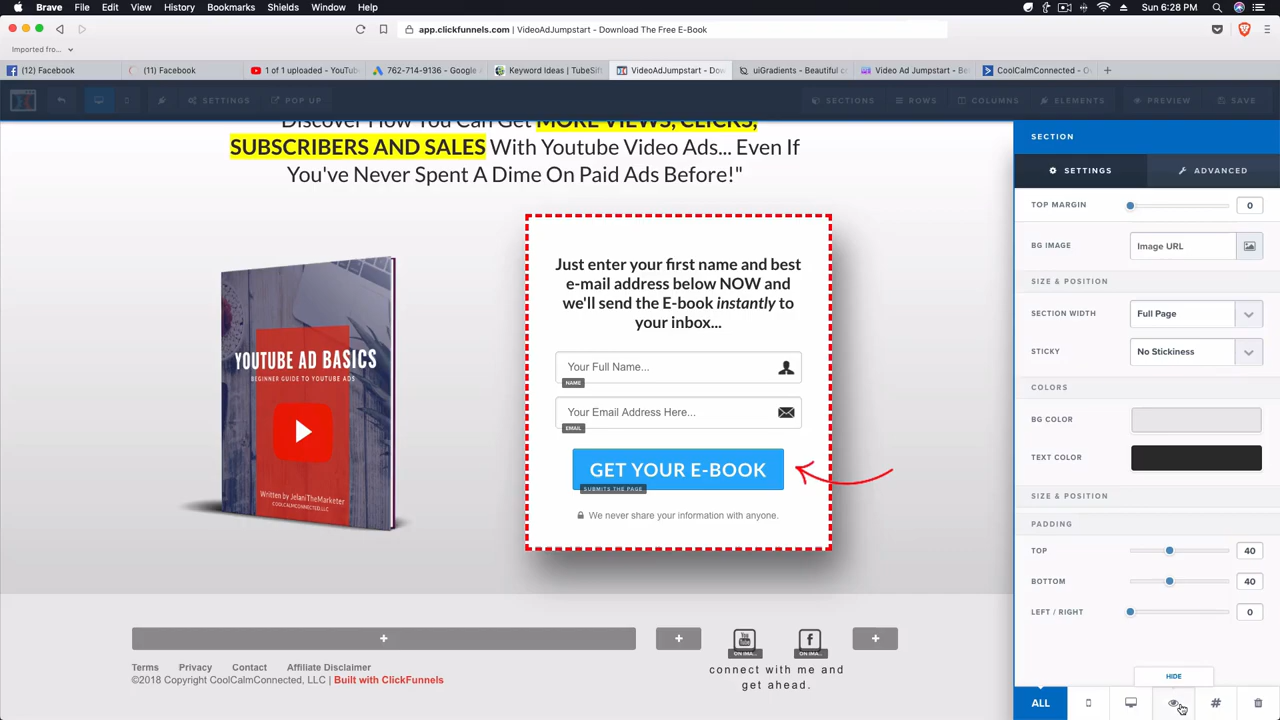 Brave File Edit View History Bookmarks Shields Window Help
Sun 6:28 PM
app.clickfunnels.com | VideoAdJumpstart - Download The Free E-Book
Imported fro...
(12) Facebook
(11) Facebook
1 of 1 uploaded - YouTube
762-714-9136 - Google A
Keyword Ideas | TubeSift
VideoAdJumpstart - Dow
uiGradients - Beautiful c
Video Ad Jumpstart - Be
CoolCalmConnected - D
SETTINGS
POP UP
SECTIONS
ROWS
COLUMNS
ELEMENTS
PREVIEW
SAVE
Discover How You Can Get MORE VIEWS, CLICKS,
SUBSCRIBERS AND SALES With Youtube Video Ads... Even If
You've Never Spent A Dime On Paid Ads Before!"
YOUTUBE AD BASICS
BEGINNER GUIDE TO YOUTUBE ADS
Written by JelaniTheMarketer
COOLCALMCONNECTED,LLC
Just enter your first name and best
e-mail address below NOW and
we'll send the E-book instantly to
your inbox...
Your Full Name...
NAME
Your Email Address Here...
EMAIL
GET YOUR E-BOOK
SUBMITS THE PAGE
We never share your information with anyone.
You Tube
ON IMA...
f
ON IMA...
Terms Privacy Contact Affiliate Disclaimer
©2018 Copyright CoolCalmConnected, LLC | Built with ClickFunnels
connect with me and
get ahead.
SECTION
SETTINGS
ADVANCED
TOP MARGIN 0
BG IMAGE Image URL
SIZE & POSITION
SECTION WIDTH Full Page
STICKY No Stickiness
COLORS
BG COLOR
TEXT COLOR
SIZE & POSITION
PADDING
TOP 40
BOTTOM 40
LEFT / RIGHT 0
HIDE
ALL